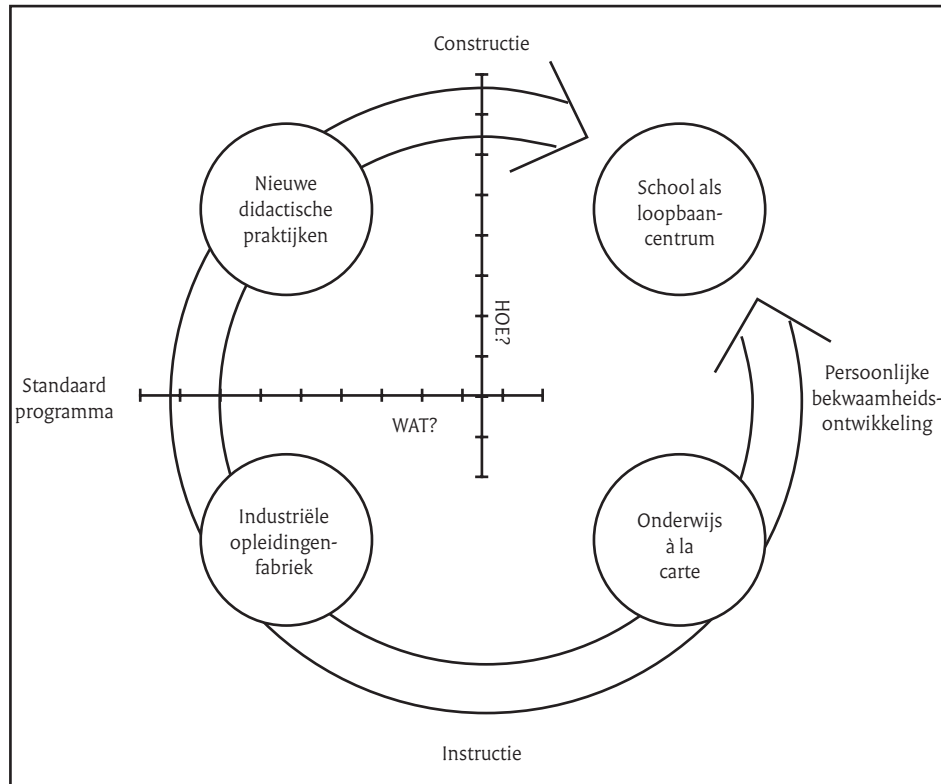 Constructie
Nieuwe
didactische
praktijken
School als
loopbaan-
centrum
HOE?
Standaard
programma
WAT?
Persoonlijke
bekwaamheids-
ontwikkeling
Industriële
opleidingen-
fabriek
Onderwijs
à la
carte
Instructie